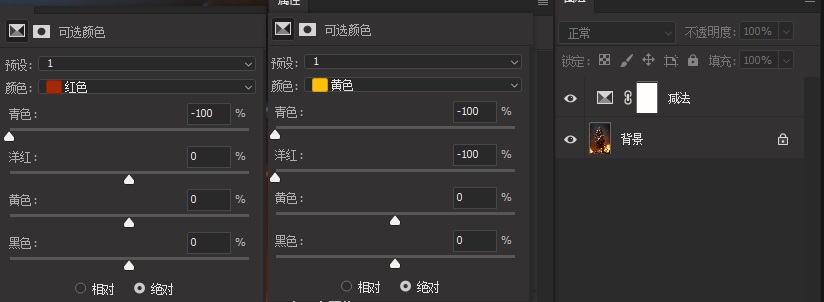 可选颜色
预设: 1
颜色: 红色
青色: -100 %
洋红: 0 %
黄色: 0 %
黑色: 0 %
相对 绝对
属性
可选颜色
预设: 1
颜色: 黄色
青色: -100 %
洋红: -100 %
黄色: 0 %
黑色: 0 %
相对 绝对
正常 不透明度: 100%
锁定: 填充: 100%
减法
背景